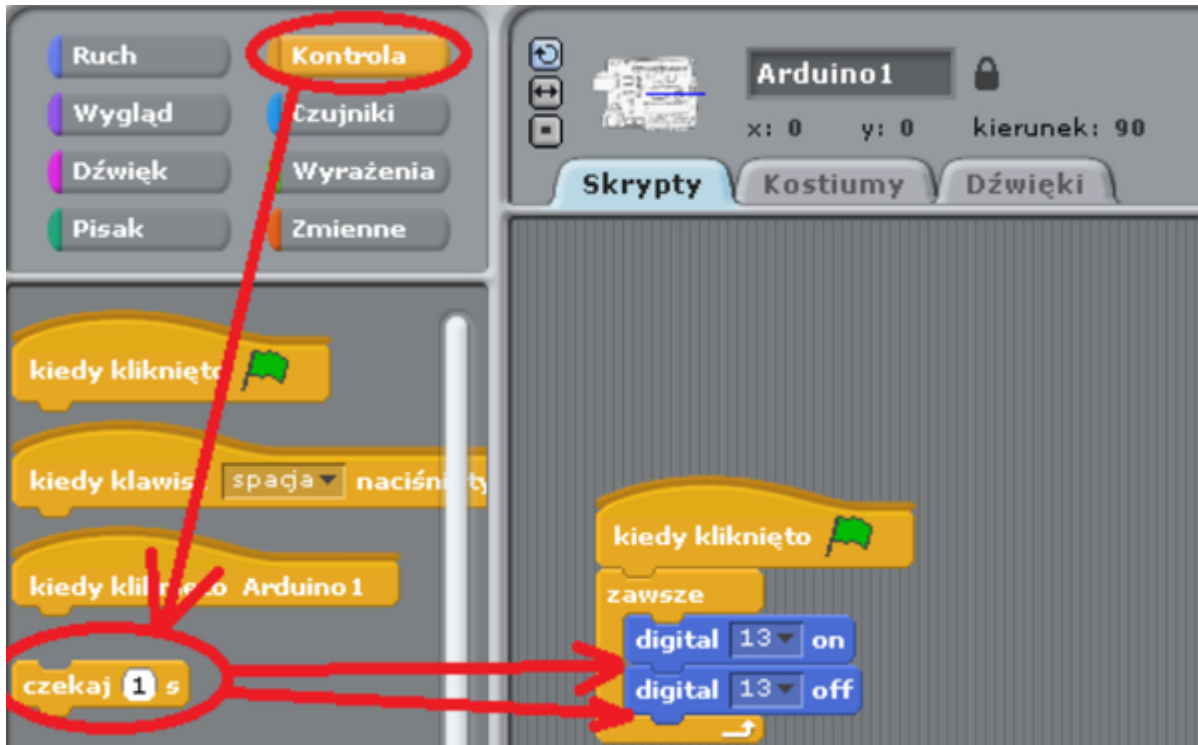 Ruch
Kontrola
Wygląd
Czujniki
Dźwięk
Wyrażenia
Pisak
Zmienne
kiedy kliknięto
kiedy klawisz spacja naciśnięty
kiedy kliknięto Arduino1
czekaj 1 s
Arduino1
x: 0 y: 0 kierunek: 90
Skrypty Kostiumy Dźwięki
kiedy kliknięto
zawsze
digital 13 on
digital 13 off